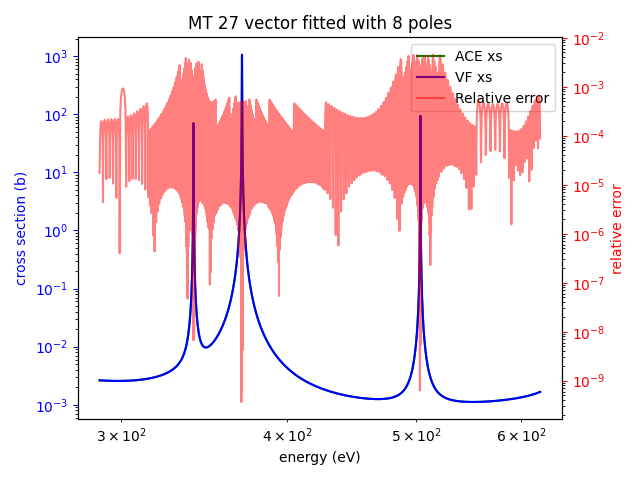 MT 27 vector fitted with 8 poles
ACE xs
VF xs
Relative error
cross section (b)
10³
10²
10¹
10⁰
10⁻¹
10⁻²
10⁻³
relative error
10⁻²
10⁻³
10⁻⁴
10⁻⁵
10⁻⁶
10⁻⁷
10⁻⁸
10⁻⁹
3 × 10²
4 × 10²
5 × 10²
6 × 10²
energy (eV)